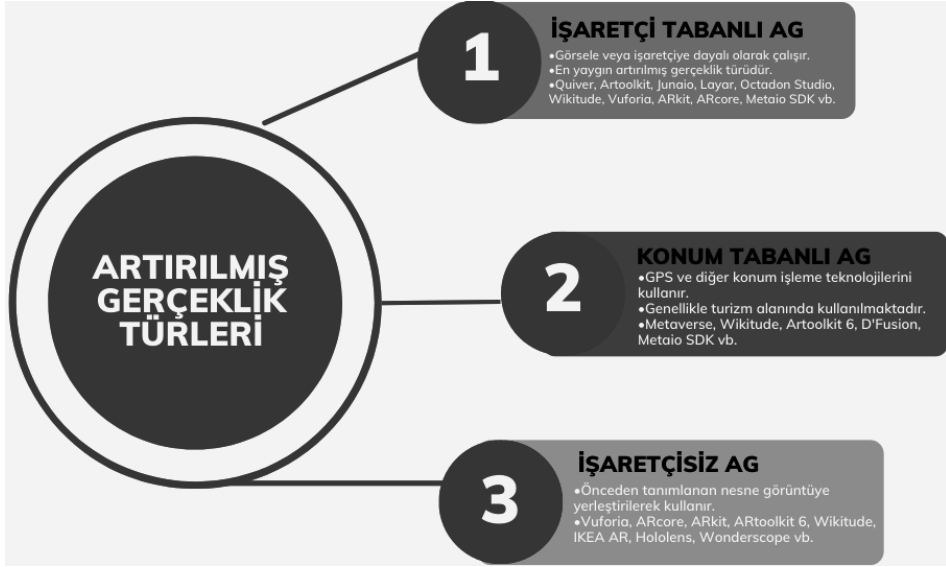 ARTIRILMIŞ
GERÇEKLİK
TÜRLERİ
1
İŞARETÇİ TABANLI AG
•Görsele veya işaretçiye dayalı olarak çalışır.
•En yaygın artırılmış gerçeklik türüdür.
•Quiver, Artoolkit, Junaio, Layar, Octadon Studio,
Wikitude, Vuforia, ARkit, ARcore, Metaio SDK vb.
2
KONUM TABANLI AG
•GPS ve diğer konum işleme teknolojilerini
kullanır.
•Genellikle turizm alanında kullanılmaktadır.
•Metaverse, Wikitude, Artoolkit 6, D'Fusion,
Metaio SDK vb.
3
İŞARETÇİSİZ AG
•Önceden tanımlanan nesne görüntüye
yerleştirilerek kullanır.
•Vuforia, ARcore, ARkit, ARtoolkit 6, Wikitude,
IKEA AR, Hololens, Wonderscope vb.